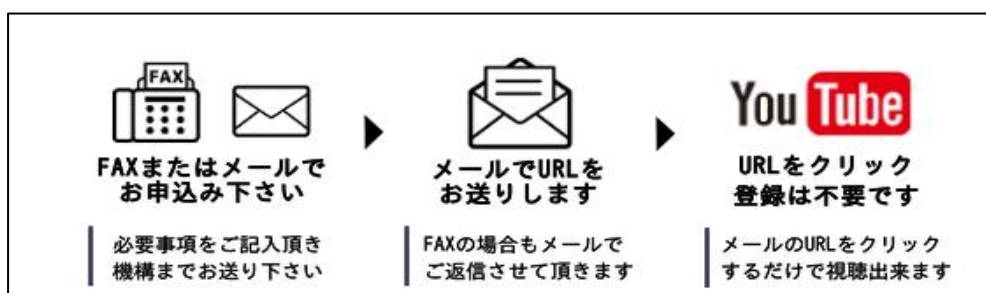 FAX
FAXまたはメールで
お申込み下さい
必要事項をご記入頂き
機構までお送り下さい
メールでURLを
お送りします
FAXの場合もメールで
ご返信させて頂きます
YouTube
URLをクリック
登録は不要です
メールのURLをクリック
するだけで視聴出来ます